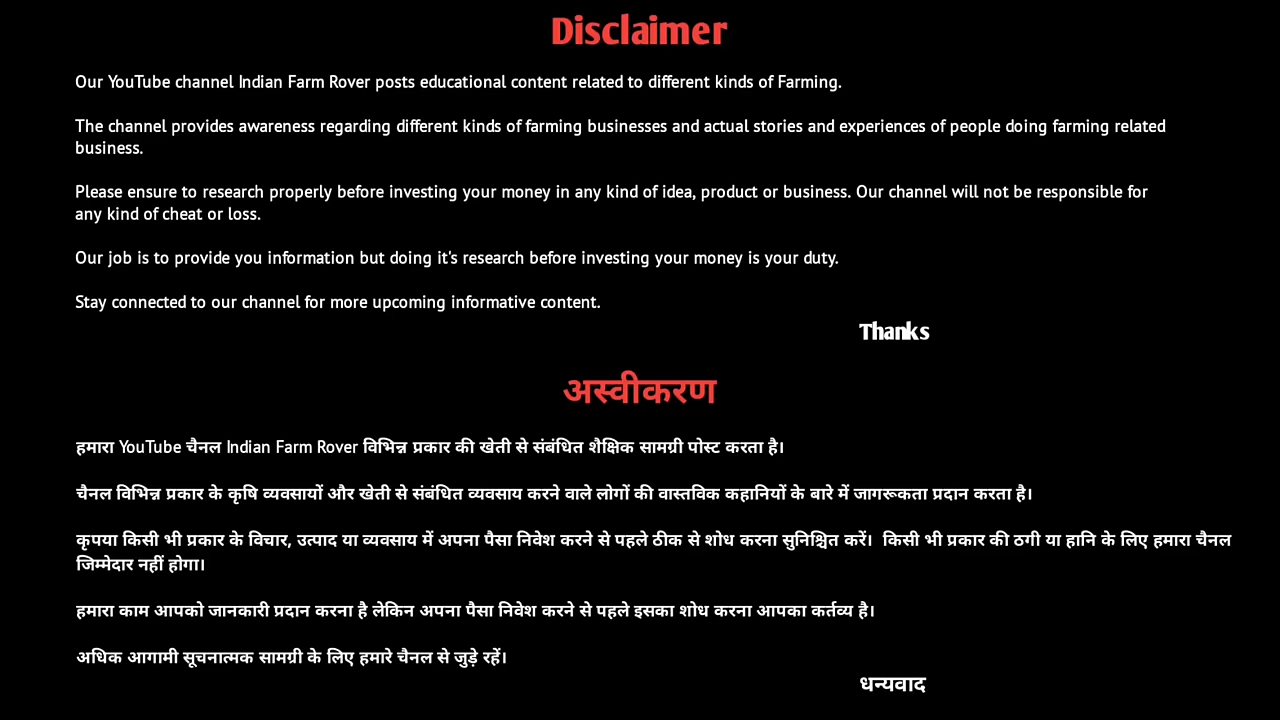 Disclaimer
Our YouTube channel Indian Farm Rover posts educational content related to different kinds of Farming.
The channel provides awareness regarding different kinds of farming businesses and actual stories and experiences of people doing farming related
business.
Please ensure to research properly before investing your money in any kind of idea, product or business. Our channel will not be responsible for
any kind of cheat or loss.
Our job is to provide you information but doing it's research before investing your money is your duty.
Stay connected to our channel for more upcoming informative content.
Thanks
अस्वीकरण
हमारा YouTube चैनल Indian Farm Rover विभिन्न प्रकार की खेती से संबंधित शैक्षिक सामग्री पोस्ट करता है।
चैनल विभिन्न प्रकार के कृषि व्यवसायों और खेती से संबंधित व्यवसाय करने वाले लोगों की वास्तविक कहानियों के बारे में जागरूकता प्रदान करता है।
कृपया किसी भी प्रकार के विचार, उत्पाद या व्यवसाय में अपना पैसा निवेश करने से पहले ठीक से शोध करना सुनिश्चित करें।  किसी भी प्रकार की ठगी या हानि के लिए हमारा चैनल
जिम्मेदार नहीं होगा।
हमारा काम आपको जानकारी प्रदान करना है लेकिन अपना पैसा निवेश करने से पहले इसका शोध करना आपका कर्तव्य है।
अधिक आगामी सूचनात्मक सामग्री के लिए हमारे चैनल से जुड़े रहें।
धन्यवाद